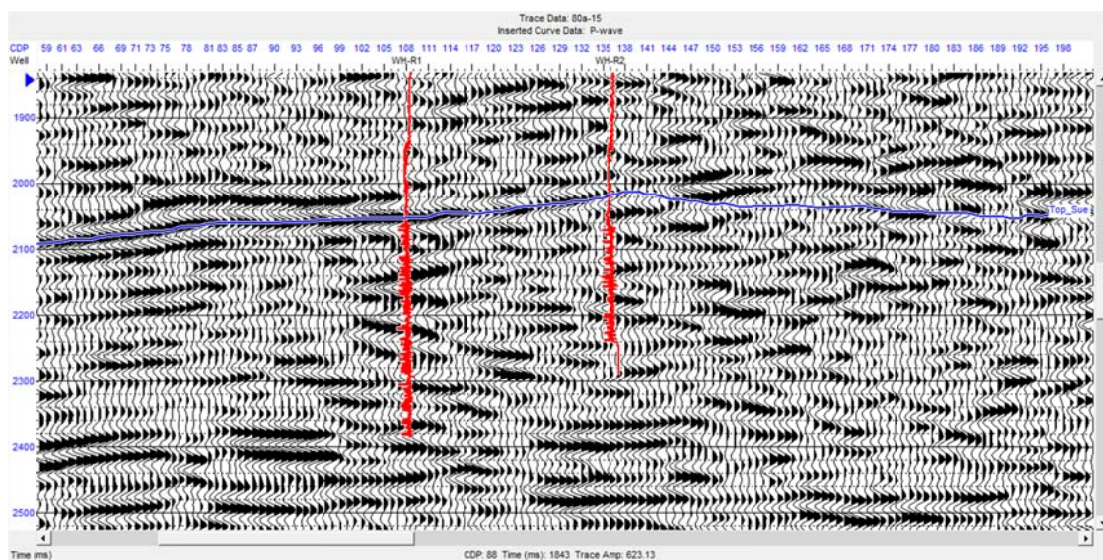 Trace Data: 80a-15
Inserted Curve Data: P-wave
CDP 59 61 63 66 69 71 73 75 78 81 83 85 87 90 93 96 99 102 105 108 111 114 117 120 123 125 127 129 132 135 138 141 144 147 150 153 156 159 162 165 168 171 174 177 180 183 186 189 192 195 198
Well WH-R1 WH-R2
1900
2000
Top_Sue
2100
2200
2300
2400
2500
Time (ms) CDP: 88 Time (ms): 1843 Trace Amp: 623.13